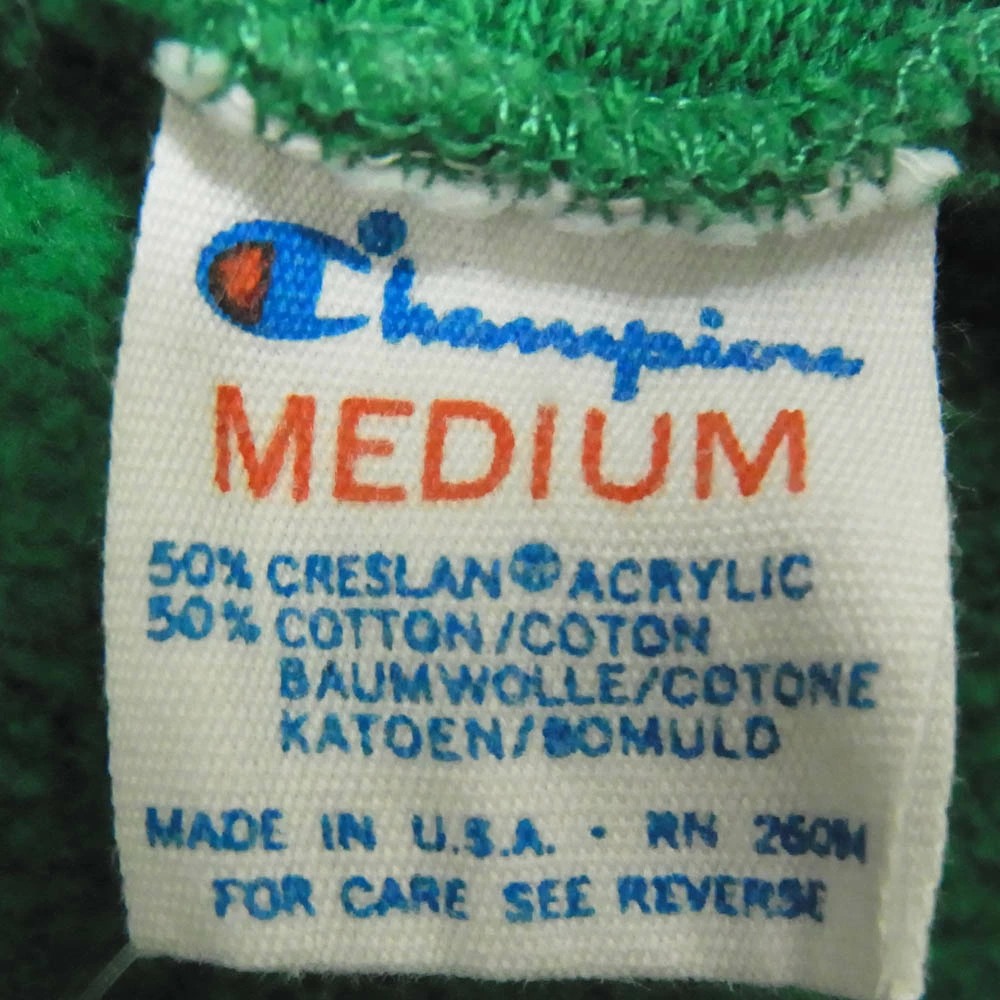 Champion
MEDIUM
50% CRESLAN® ACRYLIC
50% COTTON/COTON
BAUMWOLLE/COTONE
KATOEN/BOMULD
MADE IN U.S.A. · RN
FOR CARE SEE REVERSE